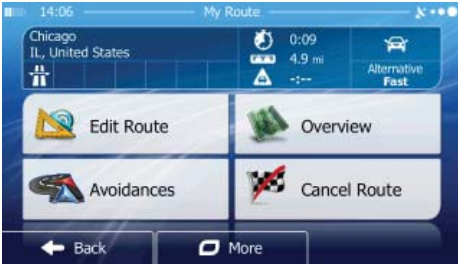 14:06 My Route
Chicago
IL, United States
0:09
4.9 mi
-:--
Alternative
Fast
Edit Route
Overview
Avoidances
Cancel Route
Back
More